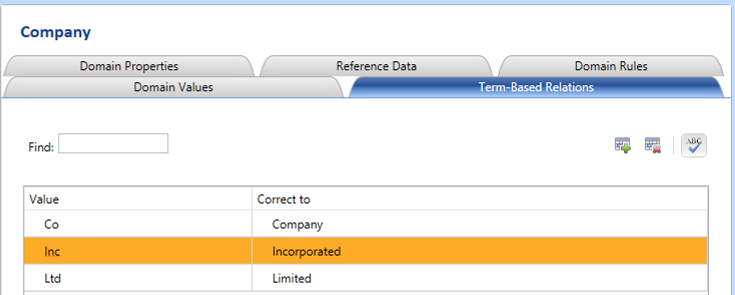 Company
Domain Properties Reference Data Domain Rules
Domain Values Term-Based Relations
Find:
ABC
Value Correct to
Co Company
Inc Incorporated
Ltd Limited